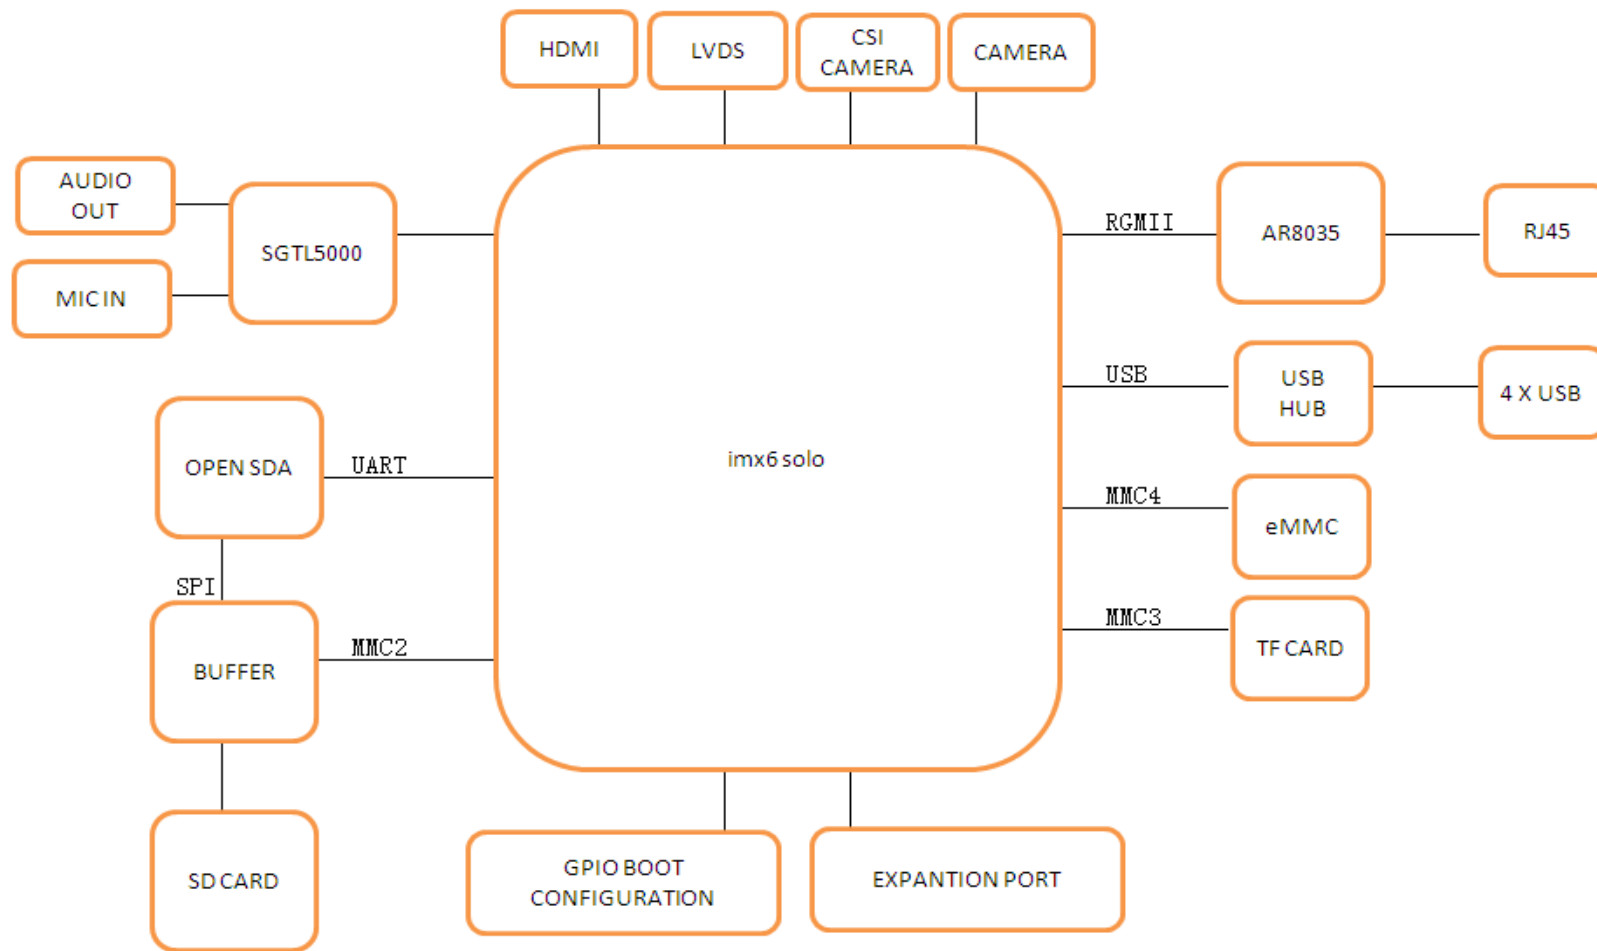 HDMI
LVDS
CSI
CAMERA
CAMERA
AUDIO
OUT
MIC IN
SGTL5000
RGMII
AR8035
RJ45
USB
USB
HUB
4 X USB
OPEN SDA
UART
imx6 solo
MMC4
eMMC
SPI
BUFFER
MMC2
MMC3
TF CARD
SD CARD
GPIO BOOT
CONFIGURATION
EXPANTION PORT